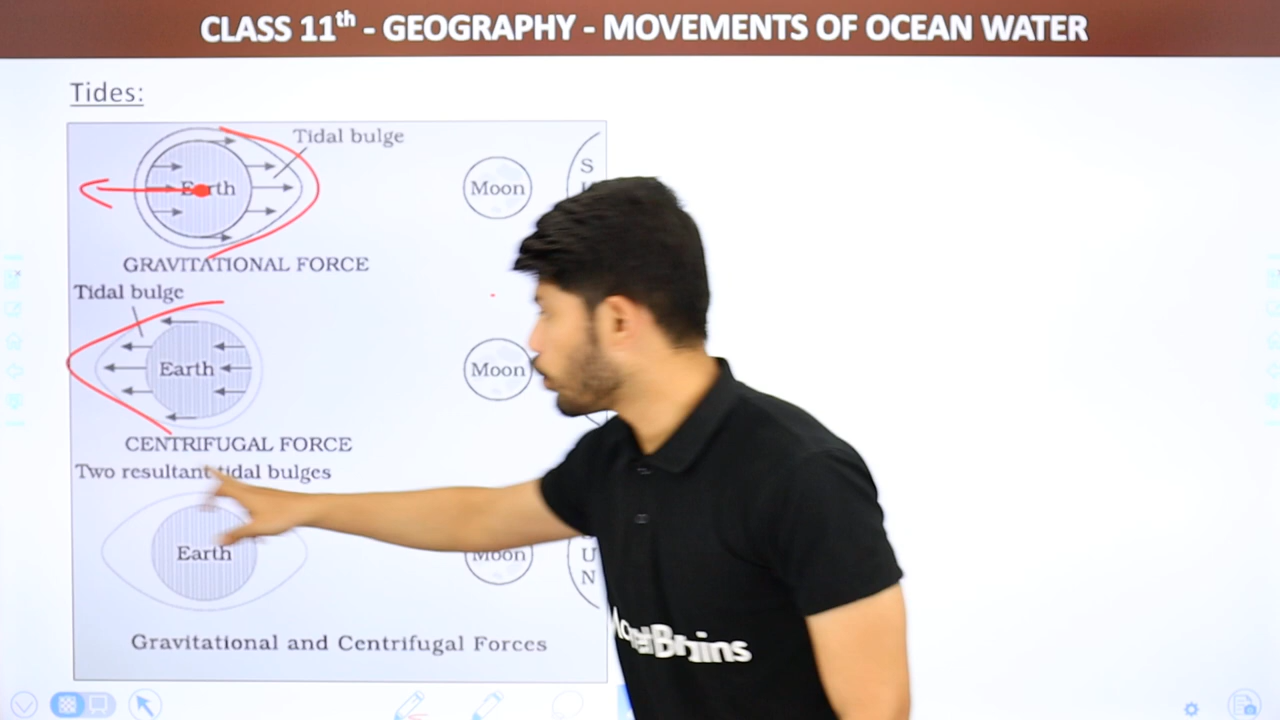 CLASS 11th - GEOGRAPHY - MOVEMENTS OF OCEAN WATER
Tides:
Tidal bulge
Earth
Moon
S
GRAVITATIONAL FORCE
Tidal bulge
Earth
Moon
CENTRIFUGAL FORCE
Two resultant tidal bulges
Earth
Moon
U
N
Gravitational and Centrifugal Forces
Brains